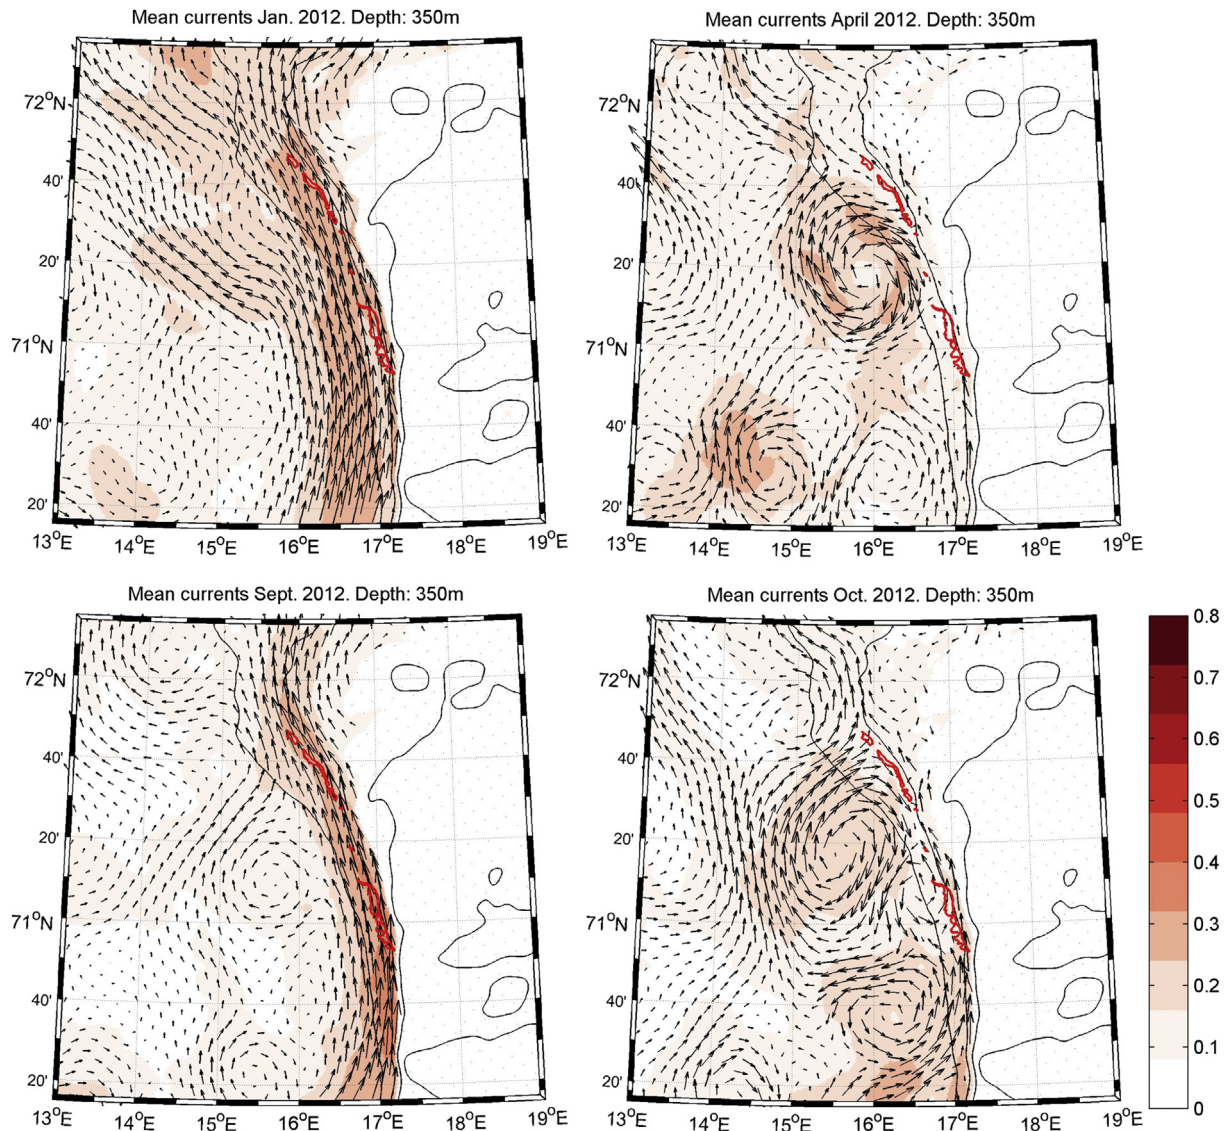 Mean currents Jan. 2012. Depth: 350m
72°N
40'
20'
71°N
40'
20'
13°E 14°E 15°E 16°E 17°E 18°E 19°E
Mean currents April 2012. Depth: 350m
72°N
40'
20'
71°N
40'
20'
13°E 14°E 15°E 16°E 17°E 18°E 19°E
Mean currents Sept. 2012. Depth: 350m
72°N
40'
20'
71°N
40'
20'
13°E 14°E 15°E 16°E 17°E 18°E 19°E
Mean currents Oct. 2012. Depth: 350m
72°N
40'
20'
71°N
40'
20'
13°E 14°E 15°E 16°E 17°E 18°E 19°E
0.8
0.7
0.6
0.5
0.4
0.3
0.2
0.1
0